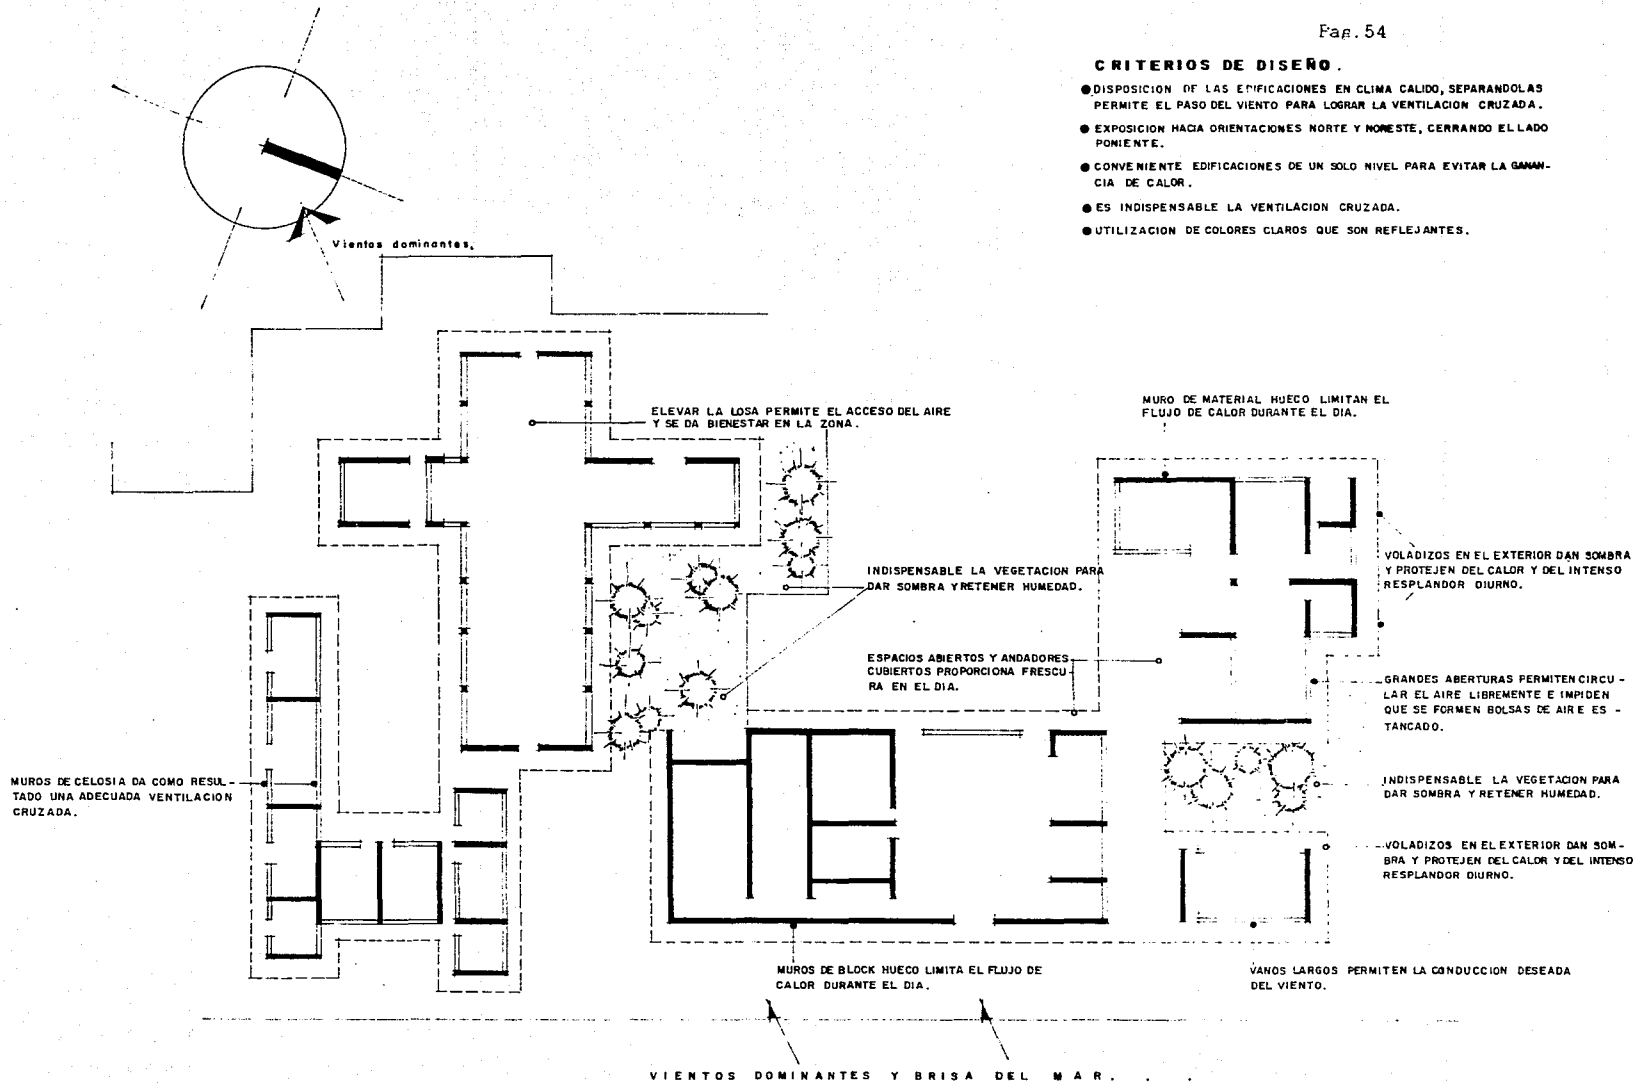 Pag. 54
CRITERIOS DE DISEÑO.
●DISPOSICION DE LAS EDIFICACIONES EN CLIMA CALIDO, SEPARANDOLAS
PERMITE EL PASO DEL VIENTO PARA LOGRAR LA VENTILACION CRUZADA.
● EXPOSICION HACIA ORIENTACIONES NORTE Y NORESTE, CERRANDO EL LADO
PONIENTE.
● CONVENIENTE EDIFICACIONES DE UN SOLO NIVEL PARA EVITAR LA GANAN-
CIA DE CALOR.
● ES INDISPENSABLE LA VENTILACION CRUZADA.
● UTILIZACION DE COLORES CLAROS QUE SON REFLEJANTES.
Vientos dominantes.
ELEVAR LA LOSA PERMITE EL ACCESO DEL AIRE
Y SE DA BIENESTAR EN LA ZONA.
MURO DE MATERIAL HUECO LIMITAN EL
FLUJO DE CALOR DURANTE EL DIA.
VOLADIZOS EN EL EXTERIOR DAN SOMBRA
Y PROTEJEN DEL CALOR Y DEL INTENSO
RESPLANDOR DIURNO.
INDISPENSABLE LA VEGETACION PARA
DAR SOMBRA Y RETENER HUMEDAD.
ESPACIOS ABIERTOS Y ANDADORES
CUBIERTOS PROPORCIONA FRESCU-
RA EN EL DIA.
GRANDES ABERTURAS PERMITEN CIRCU-
LAR EL AIRE LIBREMENTE E IMPIDEN
QUE SE FORMEN BOLSAS DE AIRE ES-
TANCADO.
MUROS DE CELOSIA DA COMO RESUL-
TADO UNA ADECUADA VENTILACION
CRUZADA.
INDISPENSABLE LA VEGETACION PARA
DAR SOMBRA Y RETENER HUMEDAD.
VOLADIZOS EN EL EXTERIOR DAN SOM-
BRA Y PROTEJEN DEL CALOR Y DEL INTENSO
RESPLANDOR DIURNO.
MUROS DE BLOCK HUECO LIMITA EL FLUJO DE
CALOR DURANTE EL DIA.
VANOS LARGOS PERMITEN LA CONDUCCION DESEADA
DEL VIENTO.
VIENTOS DOMINANTES Y BRISA DEL MAR. . .